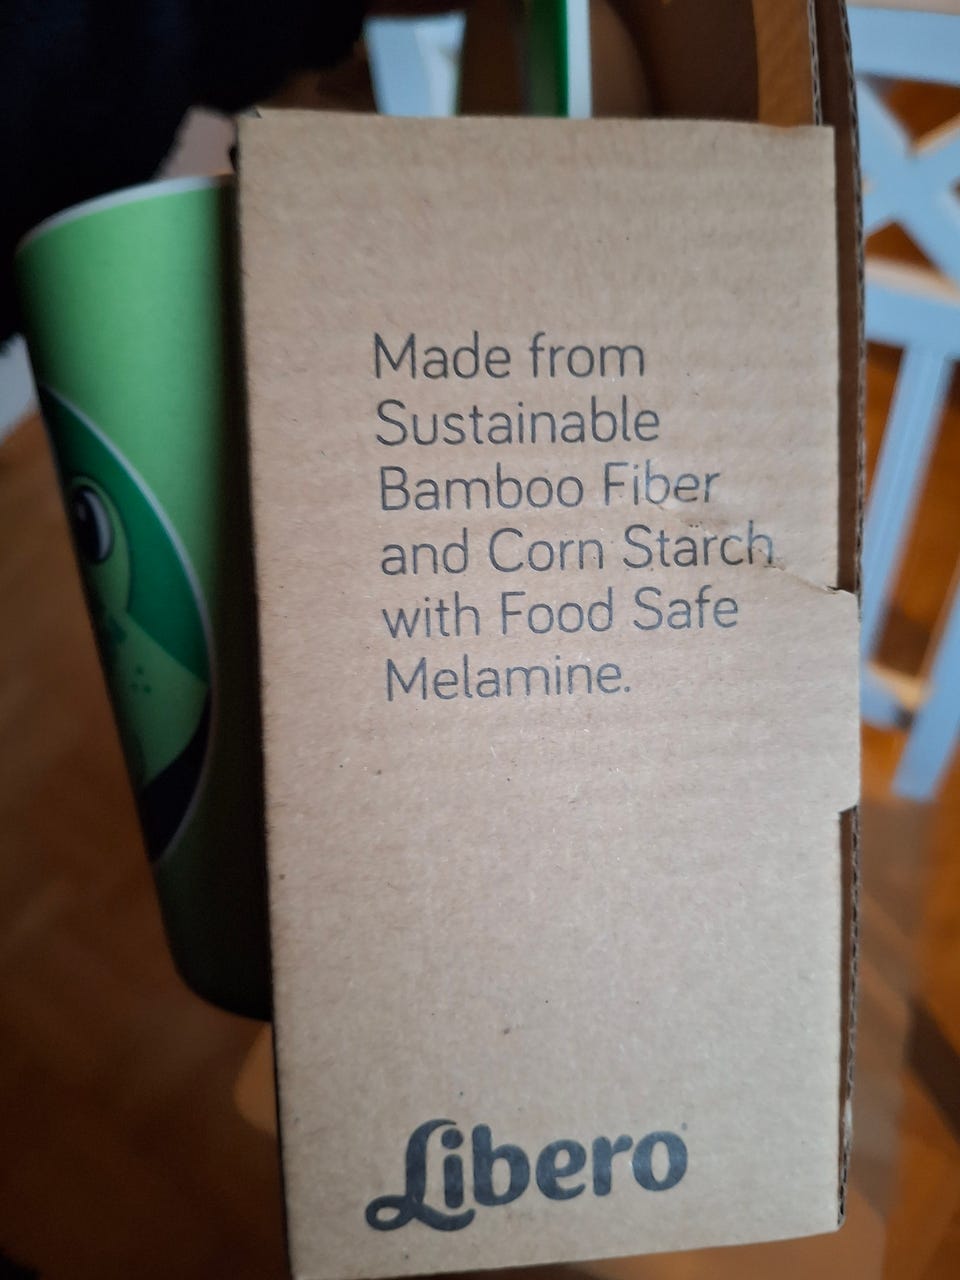 Made from
Sustainable
Bamboo Fiber
and Corn Starch
with Food Safe
Melamine.
Libero